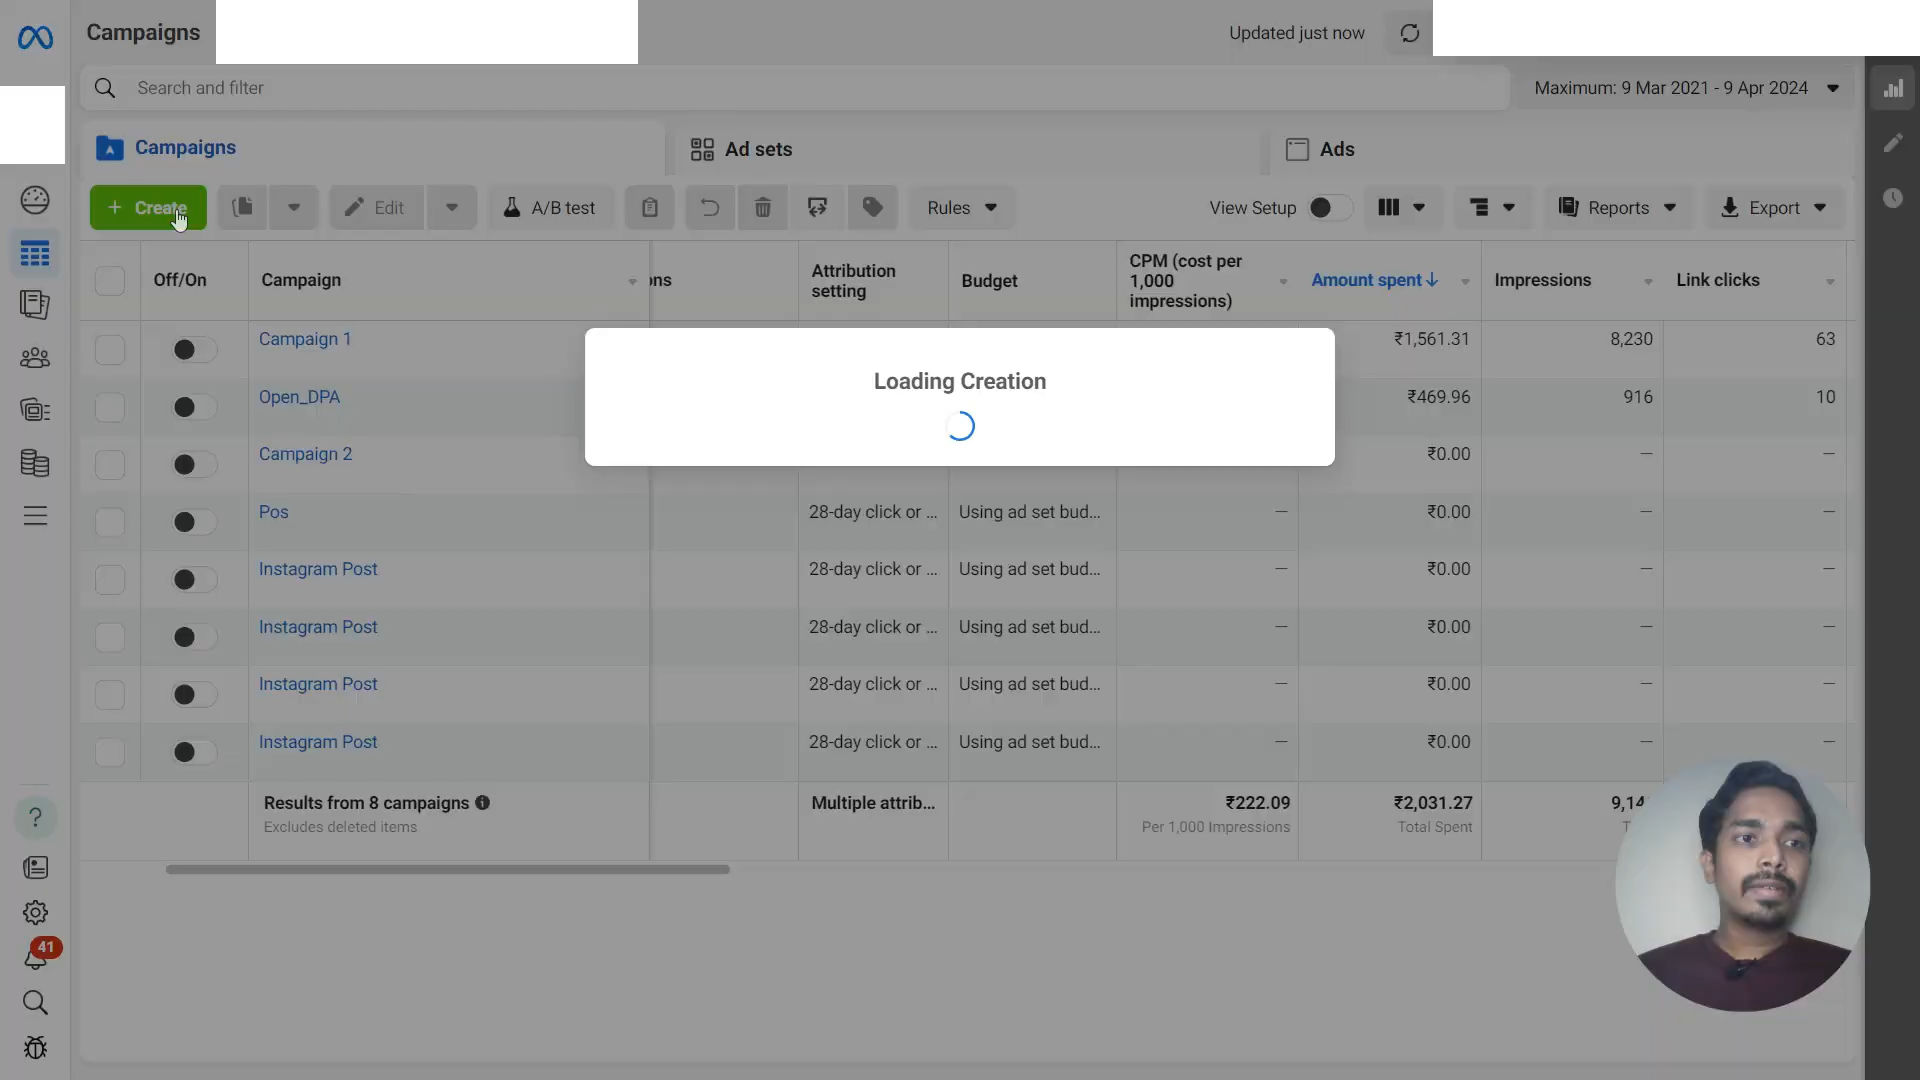 Campaigns
Updated just now
Search and filter
Maximum: 9 Mar 2021 - 9 Apr 2024
Campaigns
Ad sets
Ads
+ Create
Edit
A/B test
Rules
View Setup
Reports
Export
Off/On
Campaign
ons
Attribution
setting
Budget
CPM (cost per
1,000
impressions)
Amount spent↓
Impressions
Link clicks
Loading Creation
Campaign 1
₹1,561.31
8,230
63
Open_DPA
₹469.96
916
10
Campaign 2
₹0.00
—
—
Pos
28-day click or ...
Using ad set bud...
—
₹0.00
—
—
Instagram Post
28-day click or ...
Using ad set bud...
—
₹0.00
—
—
Instagram Post
28-day click or ...
Using ad set bud...
—
₹0.00
—
—
Instagram Post
28-day click or ...
Using ad set bud...
—
₹0.00
—
—
Instagram Post
28-day click or ...
Using ad set bud...
—
₹0.00
—
—
Results from 8 campaigns
Excludes deleted items
Multiple attrib...
₹222.09
Per 1,000 Impressions
₹2,031.27
Total Spent
9,14
?
41